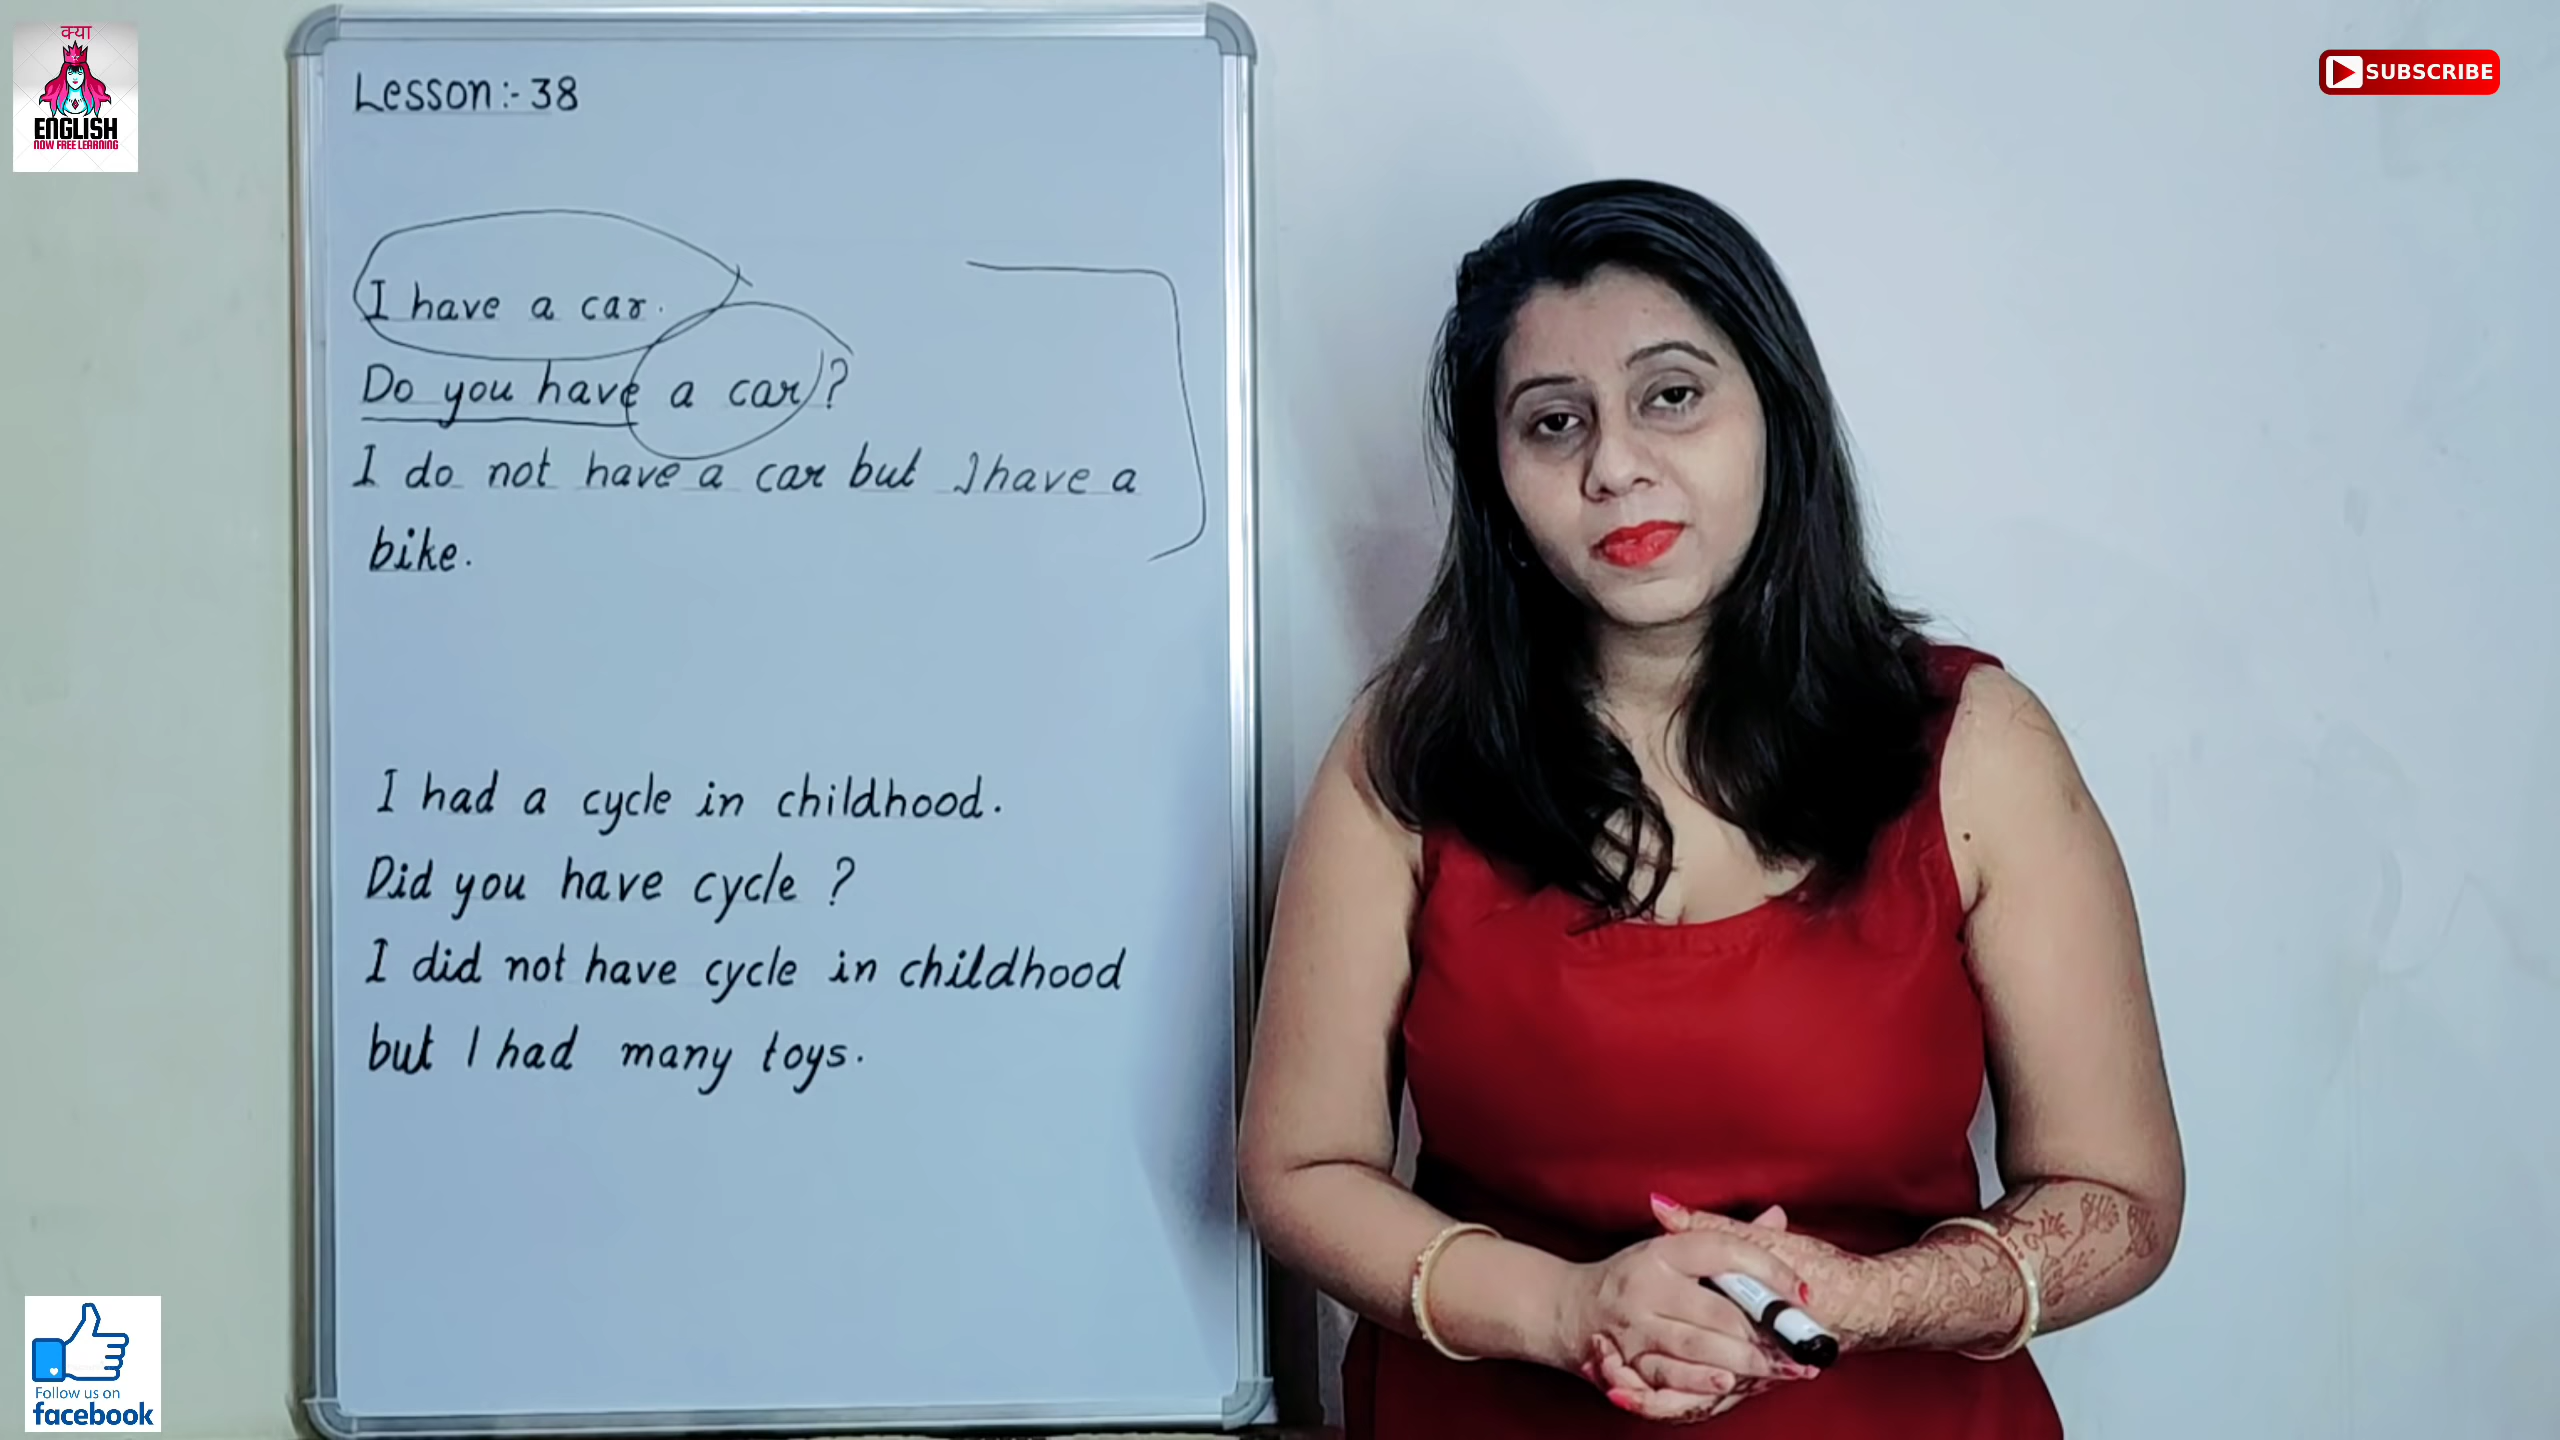 क्या
ENGLISH
NOW FREE LEARNING
SUBSCRIBE
Lesson:- 38
I have a car.
Do you have a car?
I do not have a car but I have a
bike.
I had a cycle in childhood.
Did you have cycle ?
I did not have cycle in childhood
but I had many toys.
Follow us on
facebook